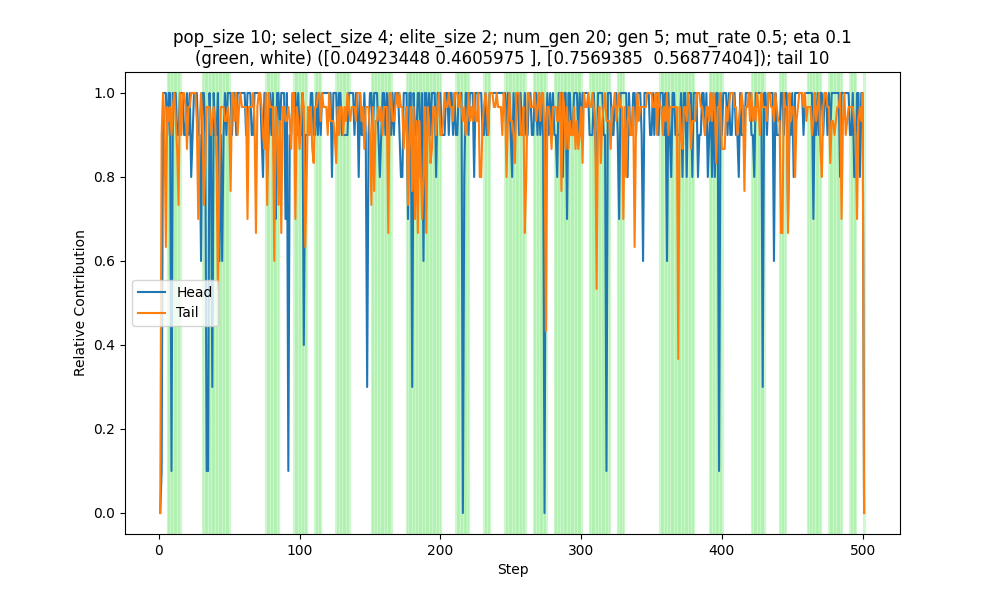 pop_size 10; select_size 4; elite_size 2; num_gen 20; gen 5; mut_rate 0.5; eta 0.1
(green, white) ([0.04923448 0.4605975 ], [0.7569385  0.56877404]); tail 10
1.0
0.8
0.6
0.4
0.2
0.0
Relative Contribution
Head
Tail
0
100
200
300
400
500
Step